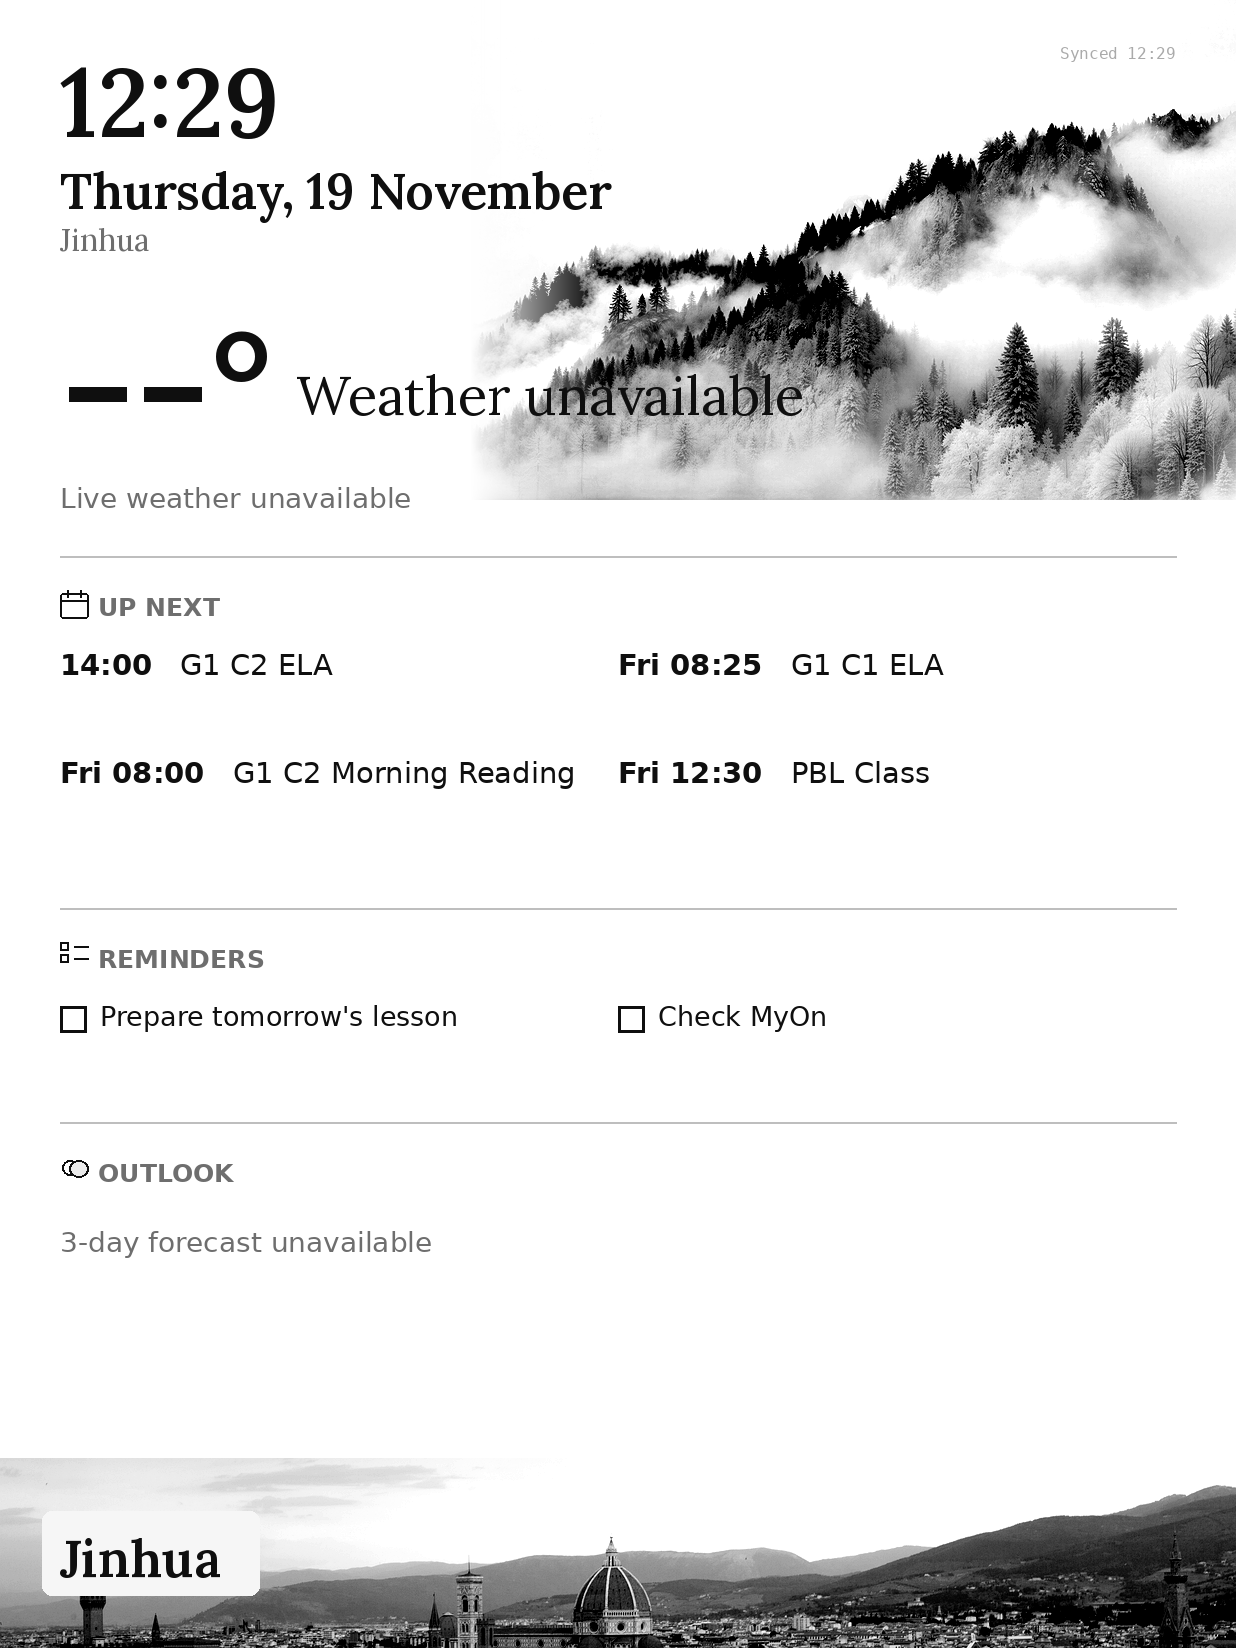 Synced 12:29
12:29
Thursday, 19 November
Jinhua
--° Weather unavailable
Live weather unavailable
UP NEXT
14:00 G1 C2 ELA
Fri 08:25 G1 C1 ELA
Fri 08:00 G1 C2 Morning Reading
Fri 12:30 PBL Class
REMINDERS
Prepare tomorrow's lesson
Check MyOn
OUTLOOK
3-day forecast unavailable
Jinhua